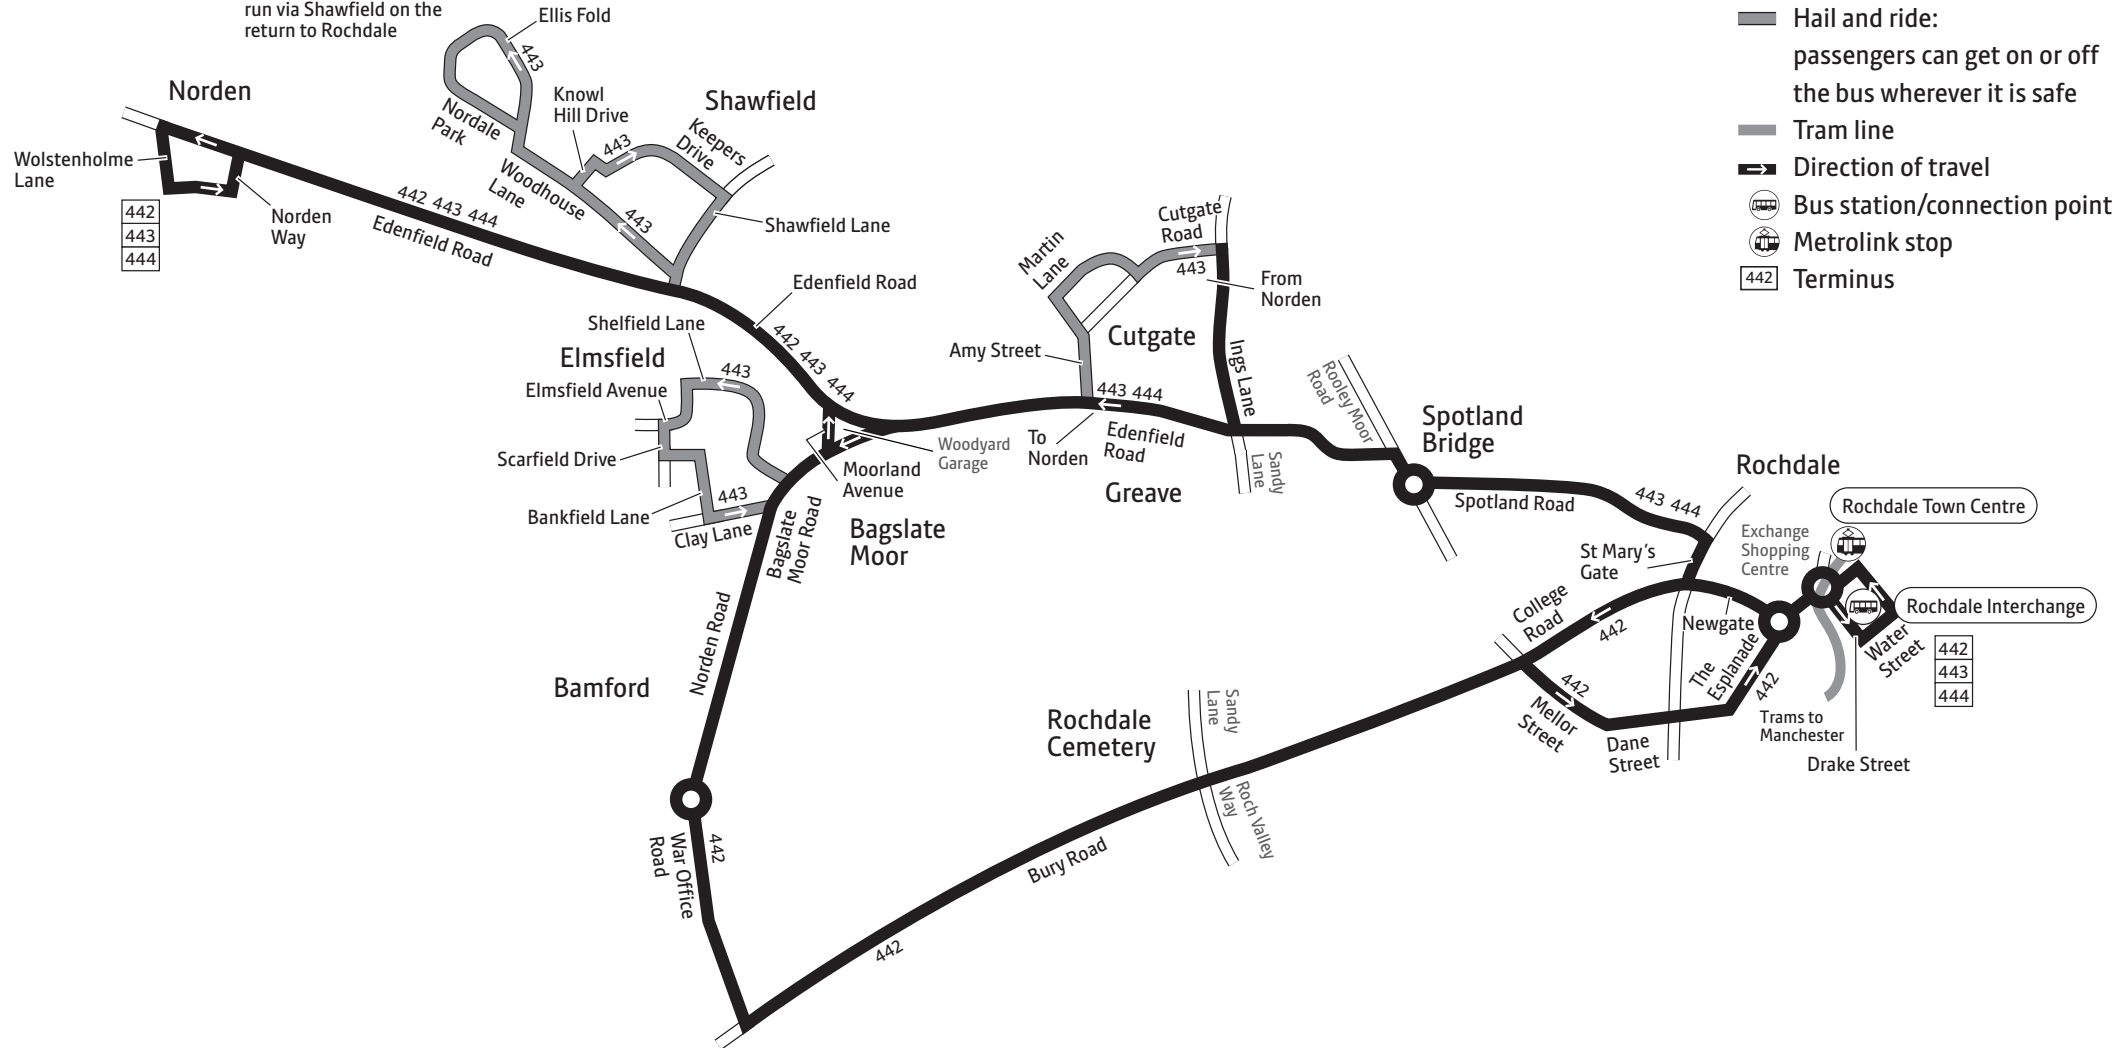 run via Shawfield on the
return to Rochdale
Ellis Fold
443
Norden
Knowl
Hill Drive
Shawfield
Nordale
Park
443
Keepers
Drive
Wolstenholme
Lane
Woodhouse
Lane
442 443 444
Edenfield Road
443
Norden
Way
Shawfield Lane
442
443
444
Hail and ride:
passengers can get on or off
the bus wherever it is safe
Tram line
Direction of travel
Bus station/connection point
Metrolink stop
442
Terminus
Cutgate
Road
Martin
Lane
443
From
Norden
Edenfield Road
Shelfield Lane
442 443 444
Elmsfield
443
Elmsfield Avenue
Amy Street
Cutgate
Ings Lane
443 444
Rooley Moor
Road
Spotland
Bridge
To
Norden
Edenfield
Road
Woodyard
Garage
Scarfield Drive
Moorland
Avenue
Sandy
Lane
Greave
443
Bankfield Lane
Clay Lane
Bagslate
Moor Road
Bagslate
Moor
Spotland Road
443 444
Rochdale
Rochdale Town Centre
Exchange
Shopping
Centre
St Mary's
Gate
College
Road
442
Newgate
Rochdale Interchange
Water
Street
442
443
444
The
Esplanade
442
442
Mellor
Street
Dane
Street
Trams to
Manchester
Drake Street
Norden Road
Bamford
Rochdale
Cemetery
Sandy
Lane
Roch Valley
Way
War Office
Road
442
Bury Road
442